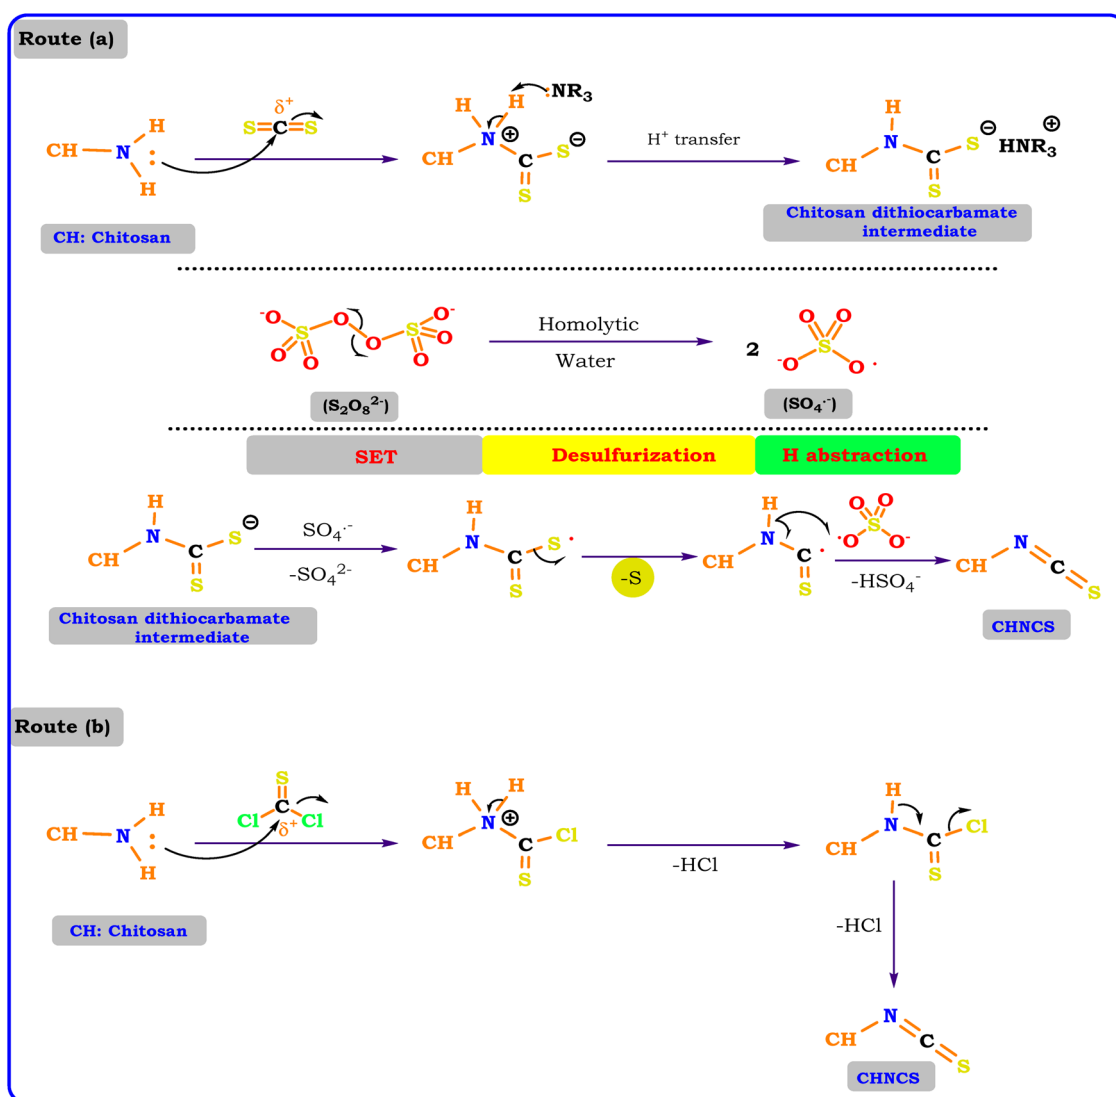 Route (a)
H
N
:
H
CH
δ+
S=C=S
H H :NR3
N ⊕
CH
C
S ⊖
S
H+ transfer
H
N
CH
C
S ⊖
S
HNR3 ⊕
CH: Chitosan
Chitosan dithiocarbamate
intermediate
-O S O O S O-
O O O O
(S2O8 2-)
Homolytic
Water
2
O O
S
-O O ·
(SO4·-)
SET
Desulfurization
H abstraction
H
N
CH
C
S ⊖
S
SO4·-
-SO4 2-
H
N
CH
C
S ·
S
-S
H
N
CH
C ·
S
O O
S
·O O-
-HSO4-
N
CH
C
S
Chitosan dithiocarbamate
intermediate
CHNCS
Route (b)
H
N
:
H
CH
S
C
Cl δ+ Cl
H H
N ⊕
CH
C
Cl
S
-HCl
H
N
CH
C
Cl
S
CH: Chitosan
-HCl
N
CH
C
S
CHNCS